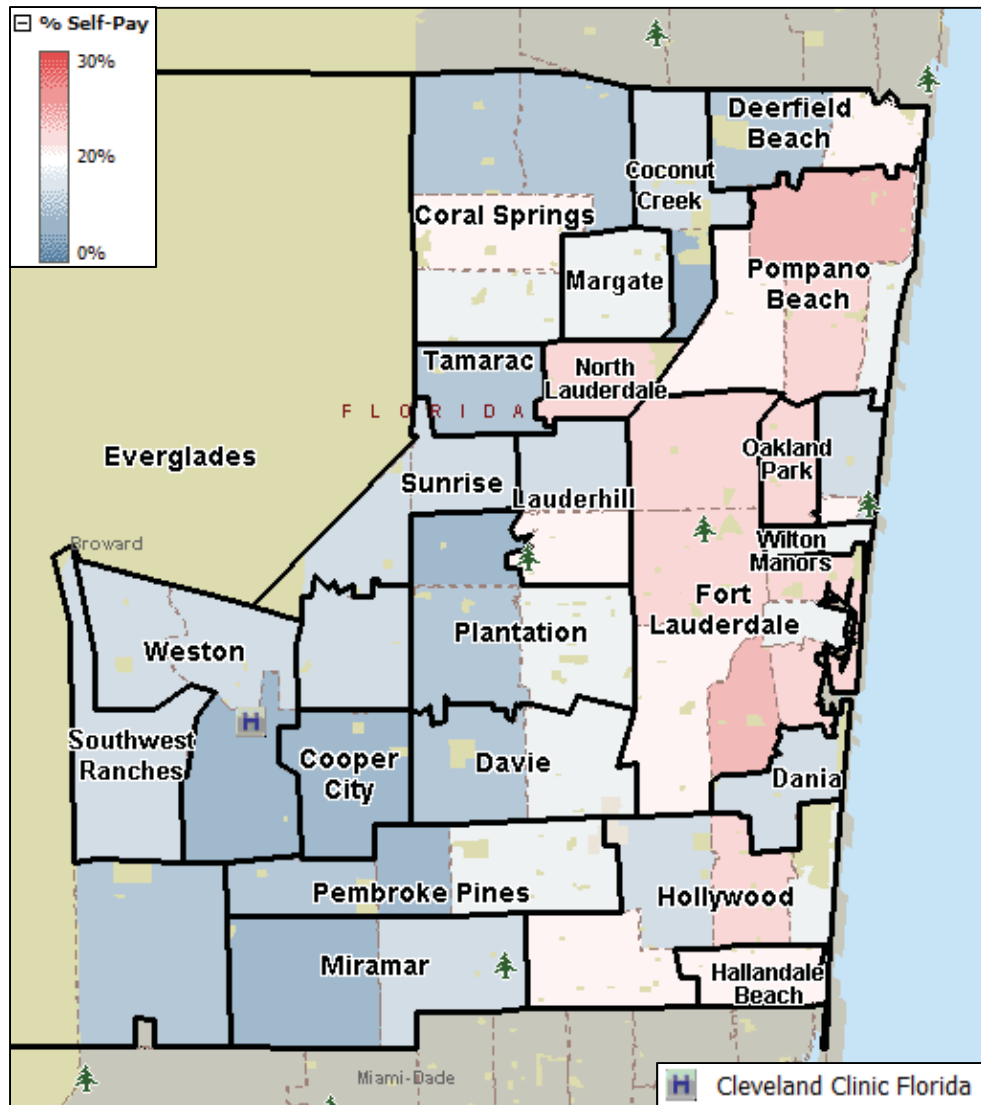 % Self-Pay
30%
20%
0%
Deerfield
Beach
Coconut
Creek
Coral Springs
Margate
Pompano
Beach
Tamarac
North
Lauderdale
FLORIDA
Everglades
Sunrise
Lauderhill
Oakland
Park
Wilton
Manors
Broward
Fort
Lauderdale
Plantation
Weston
H
Southwest
Ranches
Cooper
City
Davie
Dania
Pembroke Pines
Hollywood
Miramar
Hallandale
Beach
Miami-Dade
H Cleveland Clinic Florida